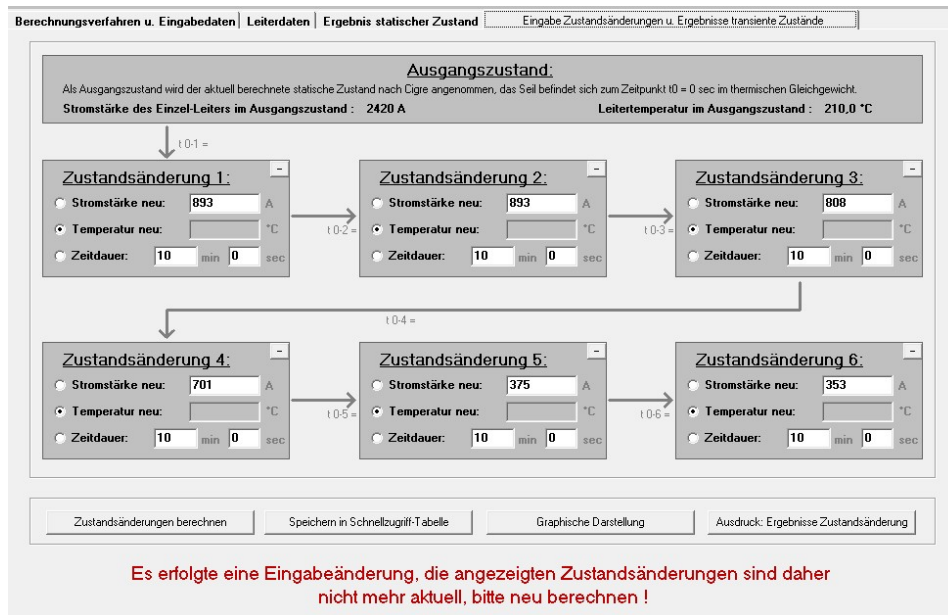 Berechnungsverfahren u. Eingabedaten Leiterdaten Ergebnis statischer Zustand Eingabe Zustandsänderungen u. Ergebnisse transiente Zustände
Ausgangszustand:
Als Ausgangszustand wird der aktuell berechnete statische Zustand nach Cigre angenommen, das Seil befindet sich zum Zeitpunkt t0 = 0 sec im thermischen Gleichgewicht.
Stromstärke des Einzel-Leiters im Ausgangszustand : 2420 A Leitertemperatur im Ausgangszustand : 210,0 °C
t 0-1 =
Zustandsänderung 1: -
Stromstärke neu: 893 A
Temperatur neu: °C
Zeitdauer: 10 min 0 sec
t 0-2 =
Zustandsänderung 2: -
Stromstärke neu: 893 A
Temperatur neu: °C
Zeitdauer: 10 min 0 sec
t 0-3 =
Zustandsänderung 3: -
Stromstärke neu: 808 A
Temperatur neu: °C
Zeitdauer: 10 min 0 sec
t 0-4 =
Zustandsänderung 4: -
Stromstärke neu: 701 A
Temperatur neu: °C
Zeitdauer: 10 min 0 sec
t 0-5 =
Zustandsänderung 5: -
Stromstärke neu: 375 A
Temperatur neu: °C
Zeitdauer: 10 min 0 sec
t 0-6 =
Zustandsänderung 6: -
Stromstärke neu: 353 A
Temperatur neu: °C
Zeitdauer: 10 min 0 sec
Zustandsänderungen berechnen Speichern in Schnellzugriff-Tabelle Graphische Darstellung Ausdruck: Ergebnisse Zustandsänderung
Es erfolgte eine Eingabeänderung, die angezeigten Zustandsänderungen sind daher
nicht mehr aktuell, bitte neu berechnen !